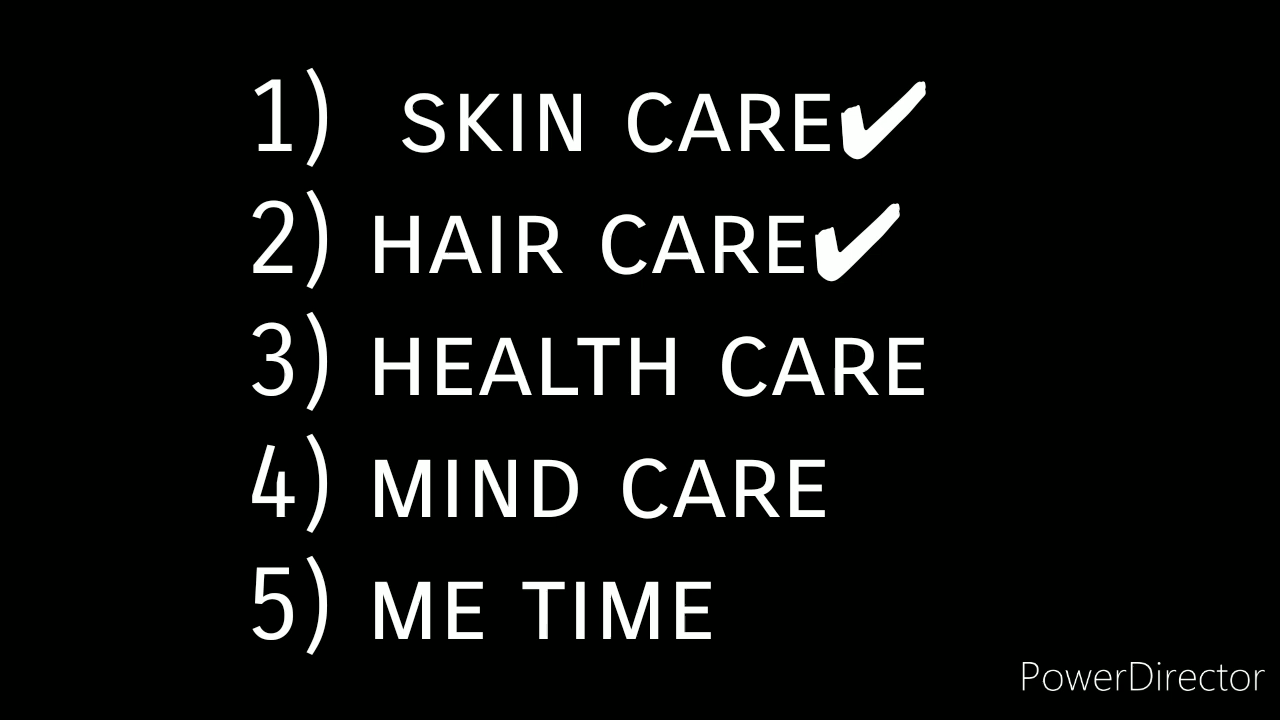 1) SKIN CARE✔
2) HAIR CARE✔
3) HEALTH CARE
4) MIND CARE
5) ME TIME
PowerDirector